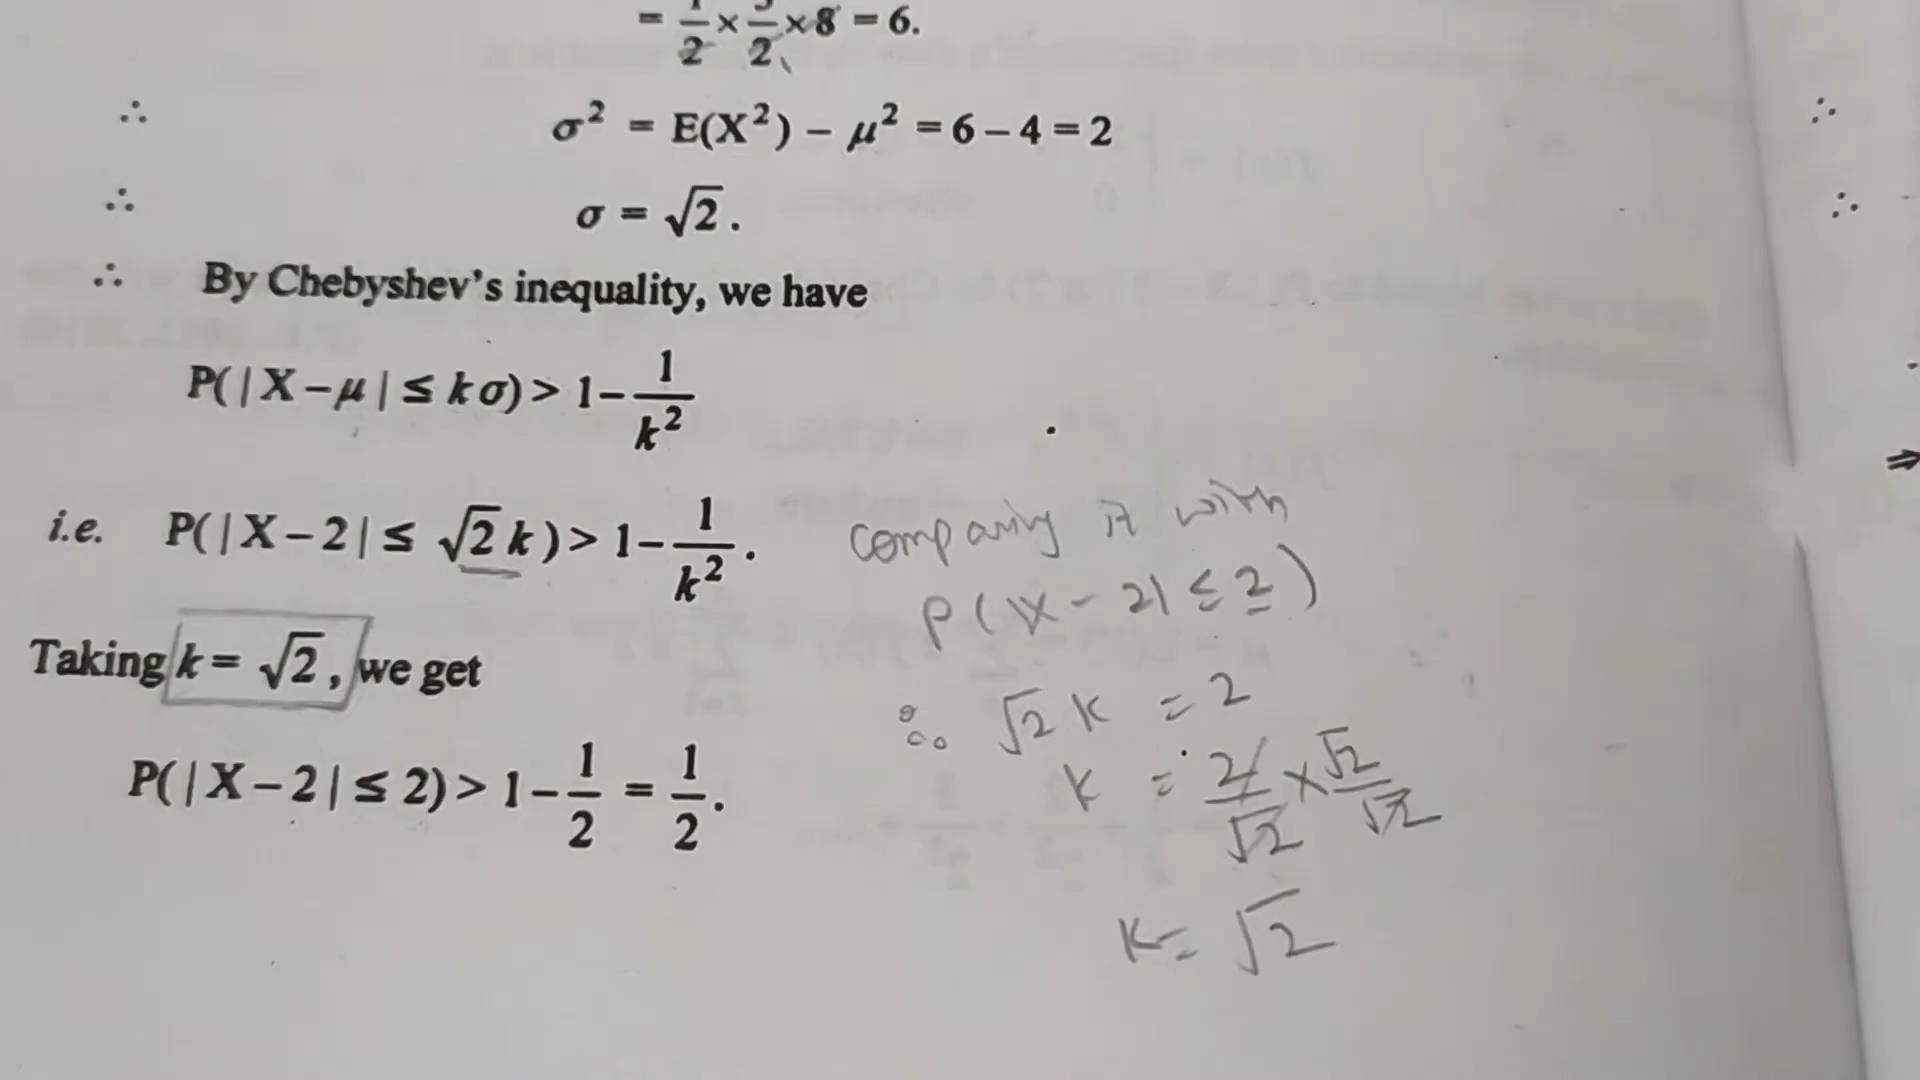 = 1/2 × 3/2 × 8 = 6.
∴ σ² = E(X²) – μ² = 6 – 4 = 2 ∴
∴ σ = √2. ∴
∴ By Chebyshev's inequality, we have
P(|X – μ| ≤ kσ) > 1 – 1/k²
⇒
i.e. P(|X – 2| ≤ √2 k) > 1 – 1/k².
comparing it with
P(|X – 2| ≤ 2)
Taking k = √2, we get
∴ √2 k = 2
k = 2/√2 × √2/√2
P(|X – 2| ≤ 2) > 1 – 1/2 = 1/2.
k = √2